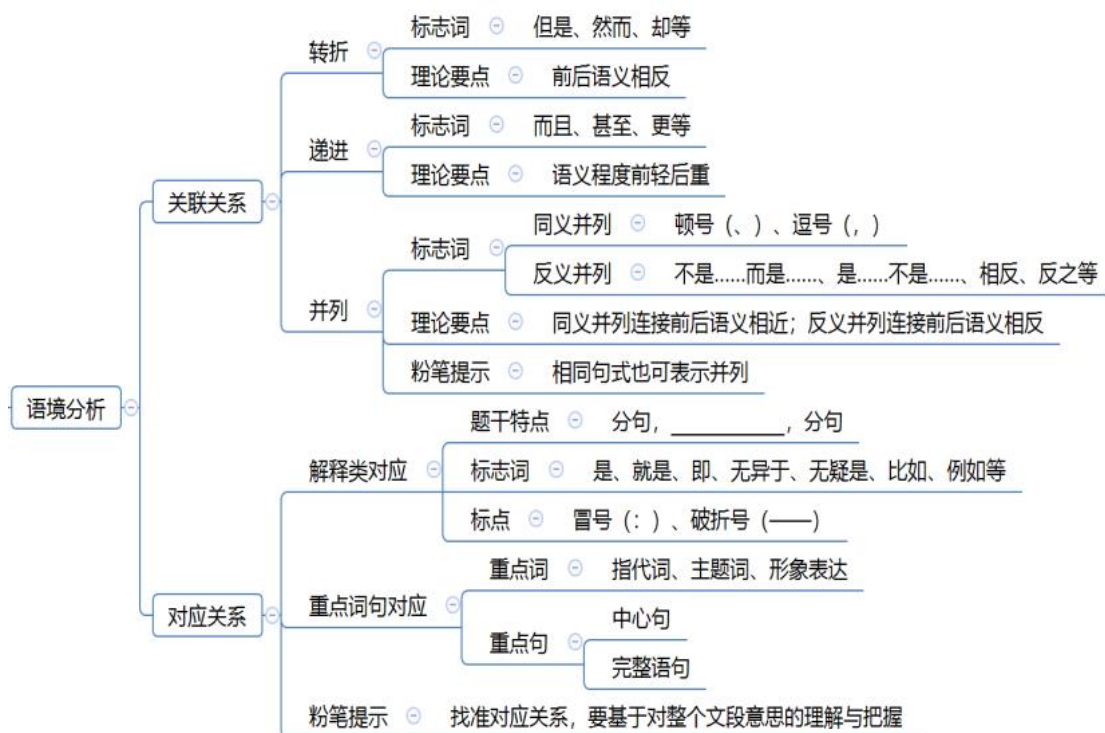 标志词 但是、然而、却等
转折
理论要点 前后语义相反
标志词 而且、甚至、更等
递进
理论要点 语义程度前轻后重
关联关系
同义并列 顿号（、）、逗号（，）
标志词
反义并列 不是……而是……、是……不是……、相反、反之等
并列
理论要点 同义并列连接前后语义相近；反义并列连接前后语义相反
粉笔提示 相同句式也可表示并列
语境分析
题干特点 分句，__________，分句
解释类对应 标志词 是、就是、即、无异于、无疑是、比如、例如等
标点 冒号（：）、破折号（——）
重点词 指代词、主题词、形象表达
对应关系 重点词句对应
中心句
重点句
完整语句
粉笔提示 找准对应关系，要基于对整个文段意思的理解与把握